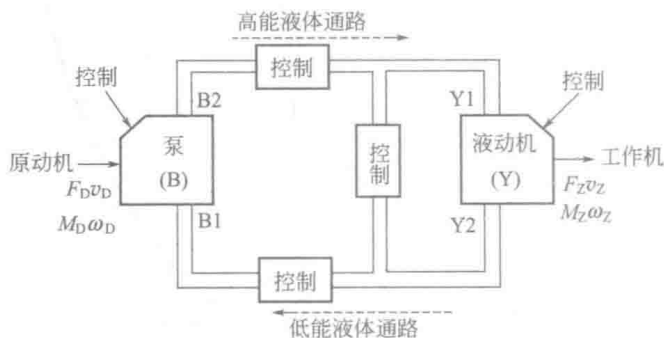 高能液体通路
控制
控制
控制
B2
Y1
泵
(B)
控制
液动机
(Y)
原动机
工作机
F_Dv_D
F_Zv_Z
M_Dω_D
M_Zω_Z
B1
Y2
控制
低能液体通路